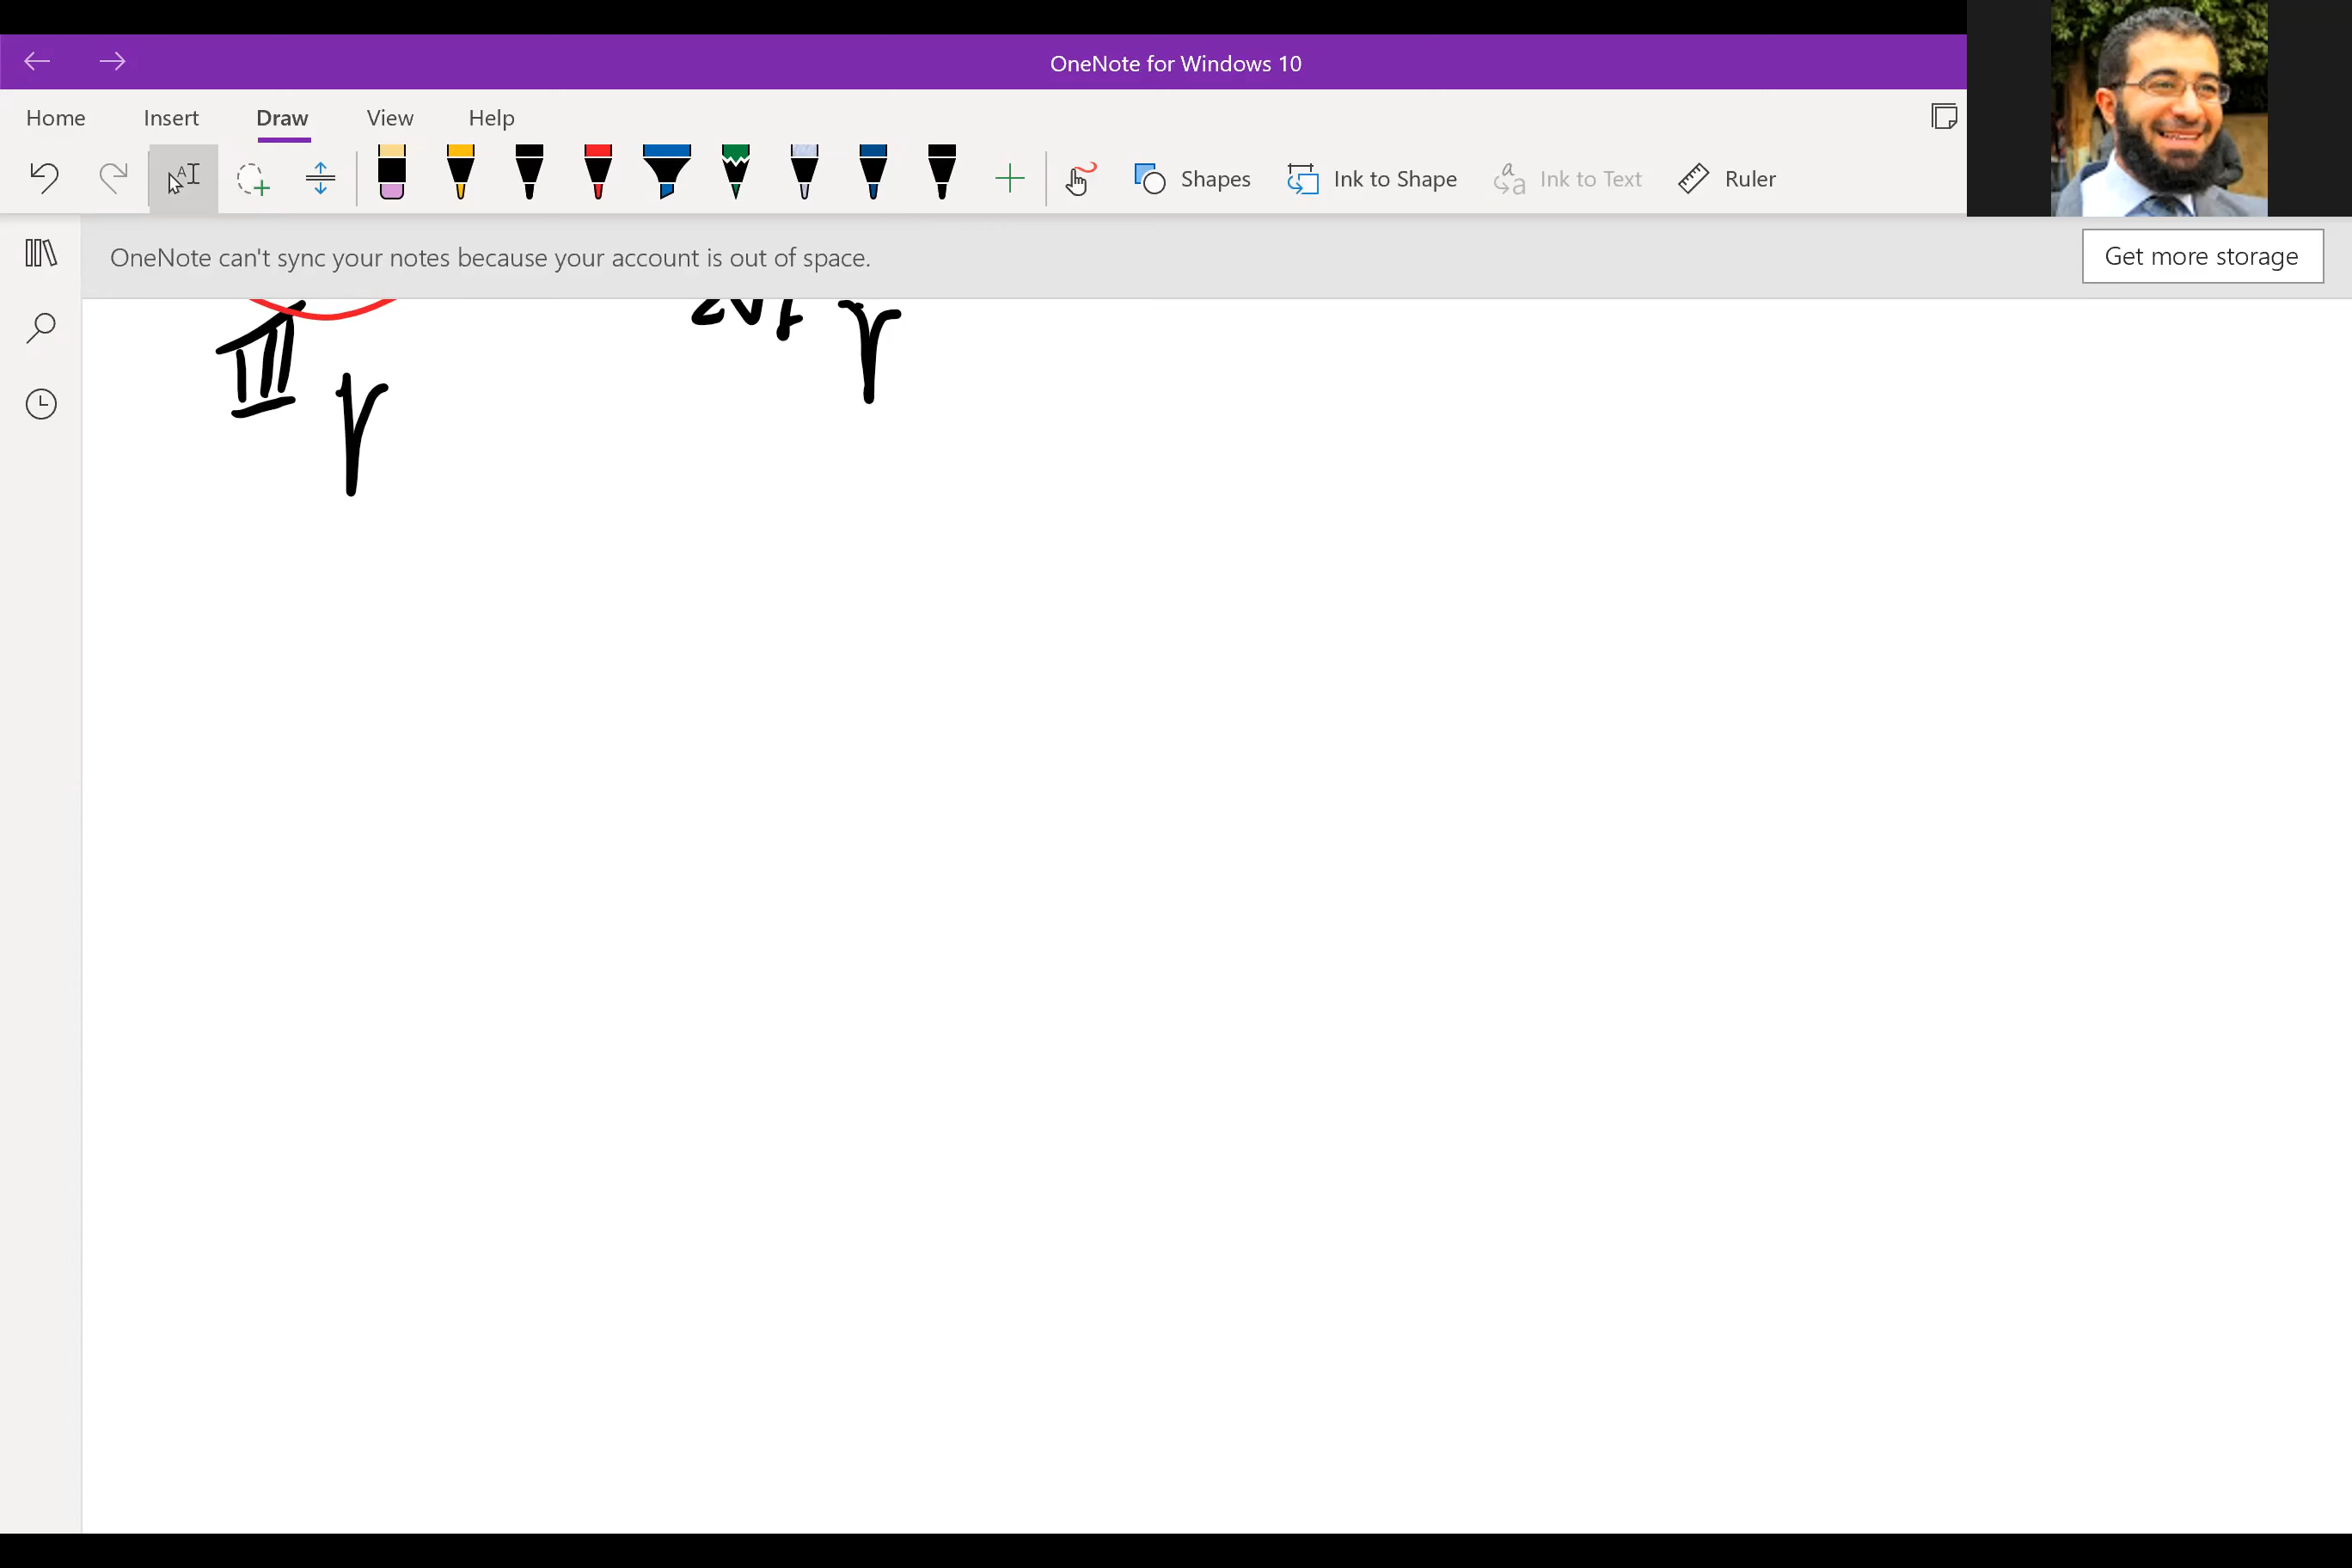 OneNote for Windows 10
Home Insert Draw View Help
Shapes Ink to Shape Ink to Text Ruler
OneNote can't sync your notes because your account is out of space.
Get more storage
III